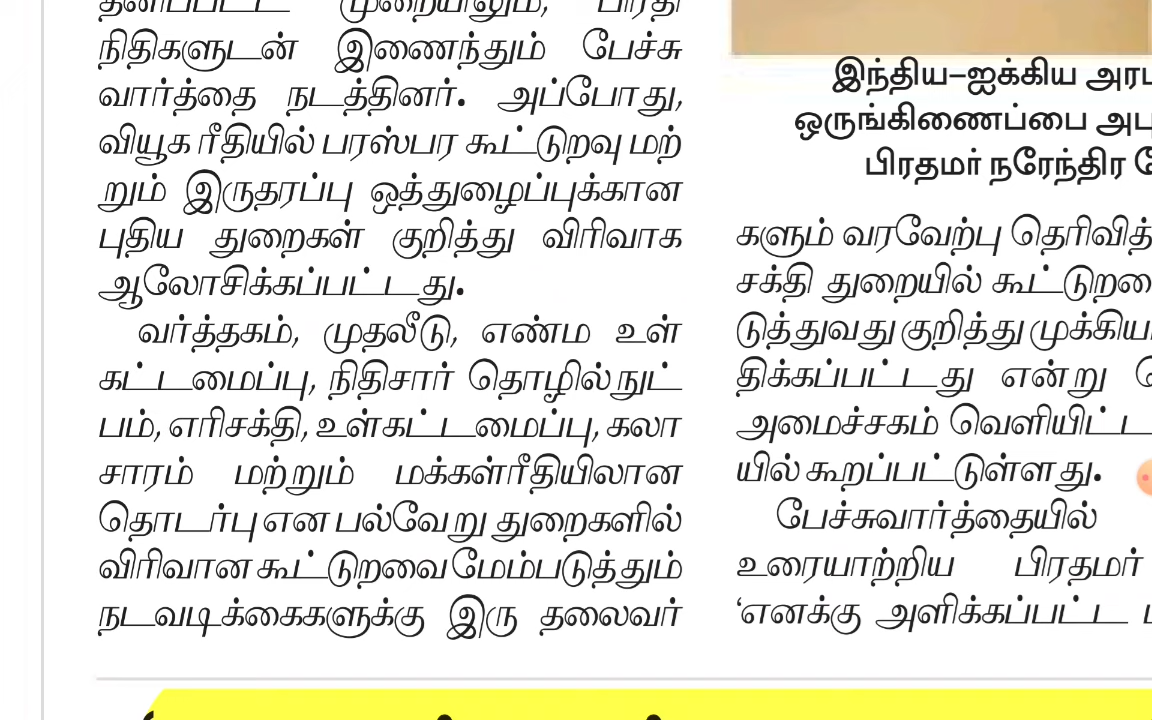 நிதிகளுடன் இணைந்தும் பேச்சு
வார்த்தை நடத்தினர். அப்போது,
வியூக ரீதியில் பரஸ்பர கூட்டுறவு மற்
றும் இருதரப்பு ஒத்துழைப்புக்கான
புதிய துறைகள் குறித்து விரிவாக
ஆலோசிக்கப்பட்டது.
வர்த்தகம், முதலீடு, எண்ம உள்
கட்டமைப்பு, நிதிசார் தொழில்நுட்
பம், எரிசக்தி, உள்கட்டமைப்பு, கலா
சாரம் மற்றும் மக்கள்ரீதியிலான
தொடர்பு என பல்வேறு துறைகளில்
விரிவான கூட்டுறவை மேம்படுத்தும்
நடவடிக்கைகளுக்கு இரு தலைவர்
இந்திய-ஐக்கிய
ஒருங்கிணைப்பை
பிரதமர் நரேந்திர
களும் வரவேற்பு
சக்தி துறையில்
டுத்துவது குறித்து
திக்கப்பட்டது என்று
அமைச்சகம்
யில் கூறப்பட்டுள்ளது.
பேச்சுவார்த்தையில்
உரையாற்றிய பிரதமர்
'எனக்கு அளிக்கப்பட்ட